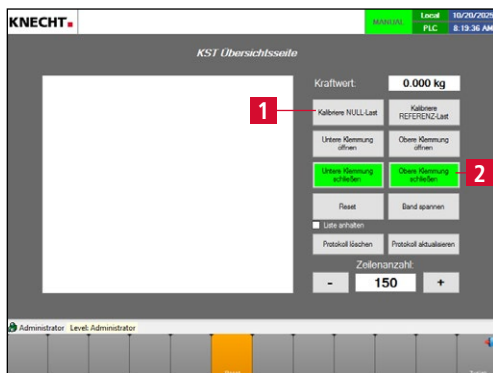 KNECHT
MANUAL
Local
PLC
10/20/2025
8:19:36 AM
KST Übersichtsseite
Kraftwert:
0.000 kg
1
Kalibriere NULL-Last
Kalibriere
REFERENZ-Last
Untere Klemmung
öffnen
Obere Klemmung
öffnen
Untere Klemmung
schließen
Obere Klemmung
schließen
2
Reset
Band spannen
Liste anhalten
Protokoll löschen
Protokoll aktualisieren
Zeilenanzahl:
-
150
+
Administrator
Level: Administrator
Reset